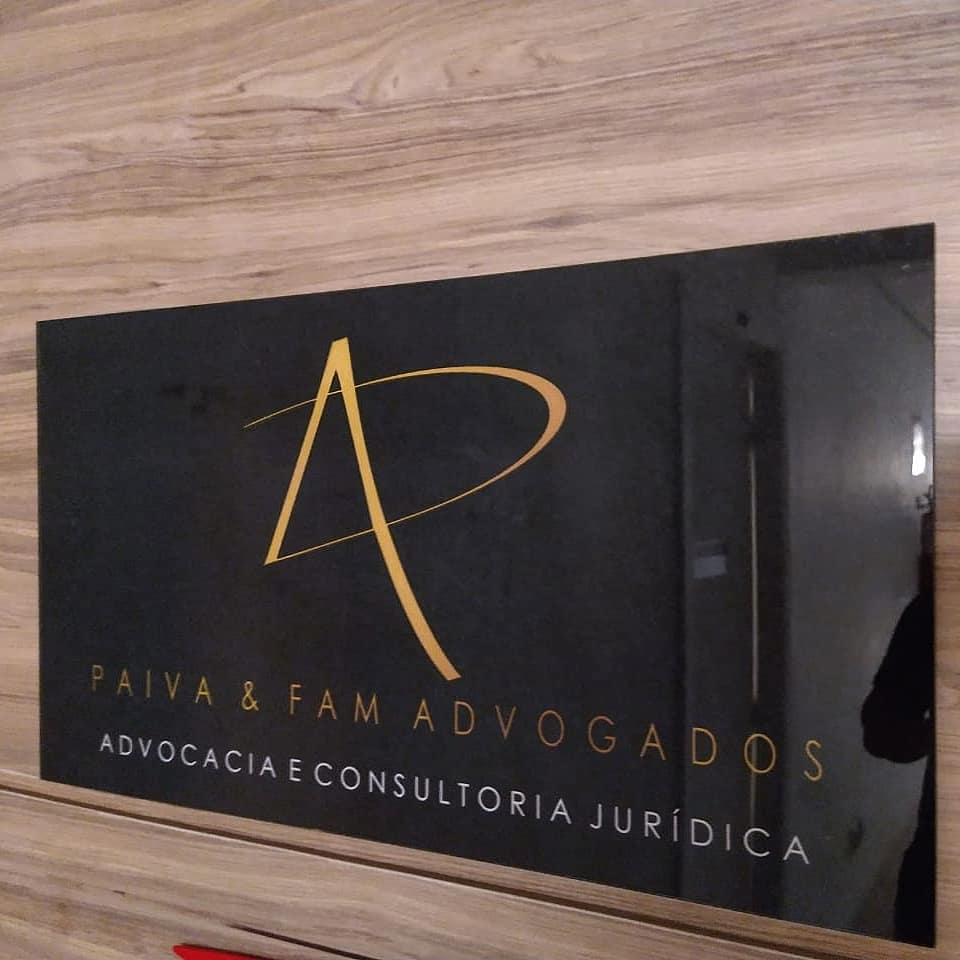 PAIVA & FAM ADVOGADOS
ADVOCACIA E CONSULTORIA JURÍDICA